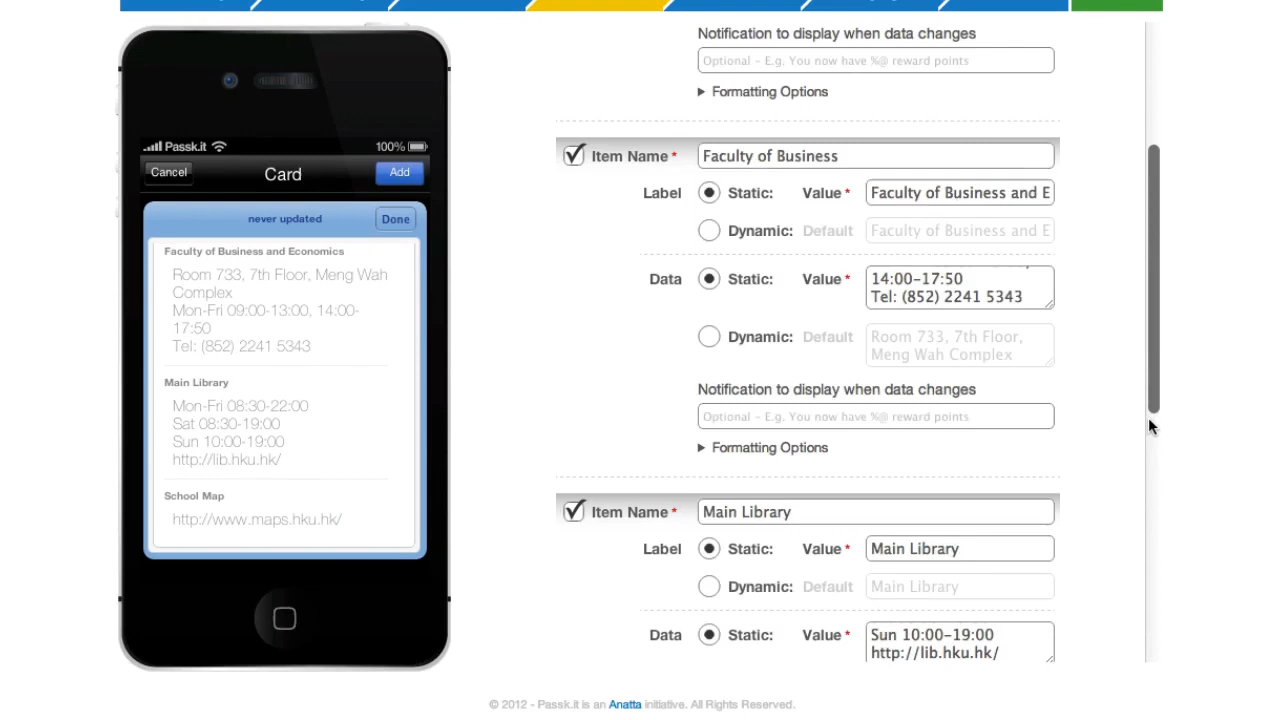 Passk.it 100%
Cancel Card Add
never updated Done
Faculty of Business and Economics
Room 733, 7th Floor, Meng Wah
Complex
Mon-Fri 09:00-13:00, 14:00-
17:50
Tel: (852) 2241 5343
Main Library
Mon-Fri 08:30-22:00
Sat 08:30-19:00
Sun 10:00-19:00
http://lib.hku.hk/
School Map
http://www.maps.hku.hk/
Notification to display when data changes
Optional - E.g. You now have %@ reward points
Formatting Options
Item Name* Faculty of Business
Label Static: Value* Faculty of Business and E
Dynamic: Default Faculty of Business and E
Data Static: Value* 14:00-17:50
Tel: (852) 2241 5343
Dynamic: Default Room 733, 7th Floor,
Meng Wah Complex
Notification to display when data changes
Optional - E.g. You now have %@ reward points
Formatting Options
Item Name* Main Library
Label Static: Value* Main Library
Dynamic: Default Main Library
Data Static: Value* Sun 10:00-19:00
http://lib.hku.hk/
© 2012 - Passk.it is an Anatta initiative. All Rights Reserved.